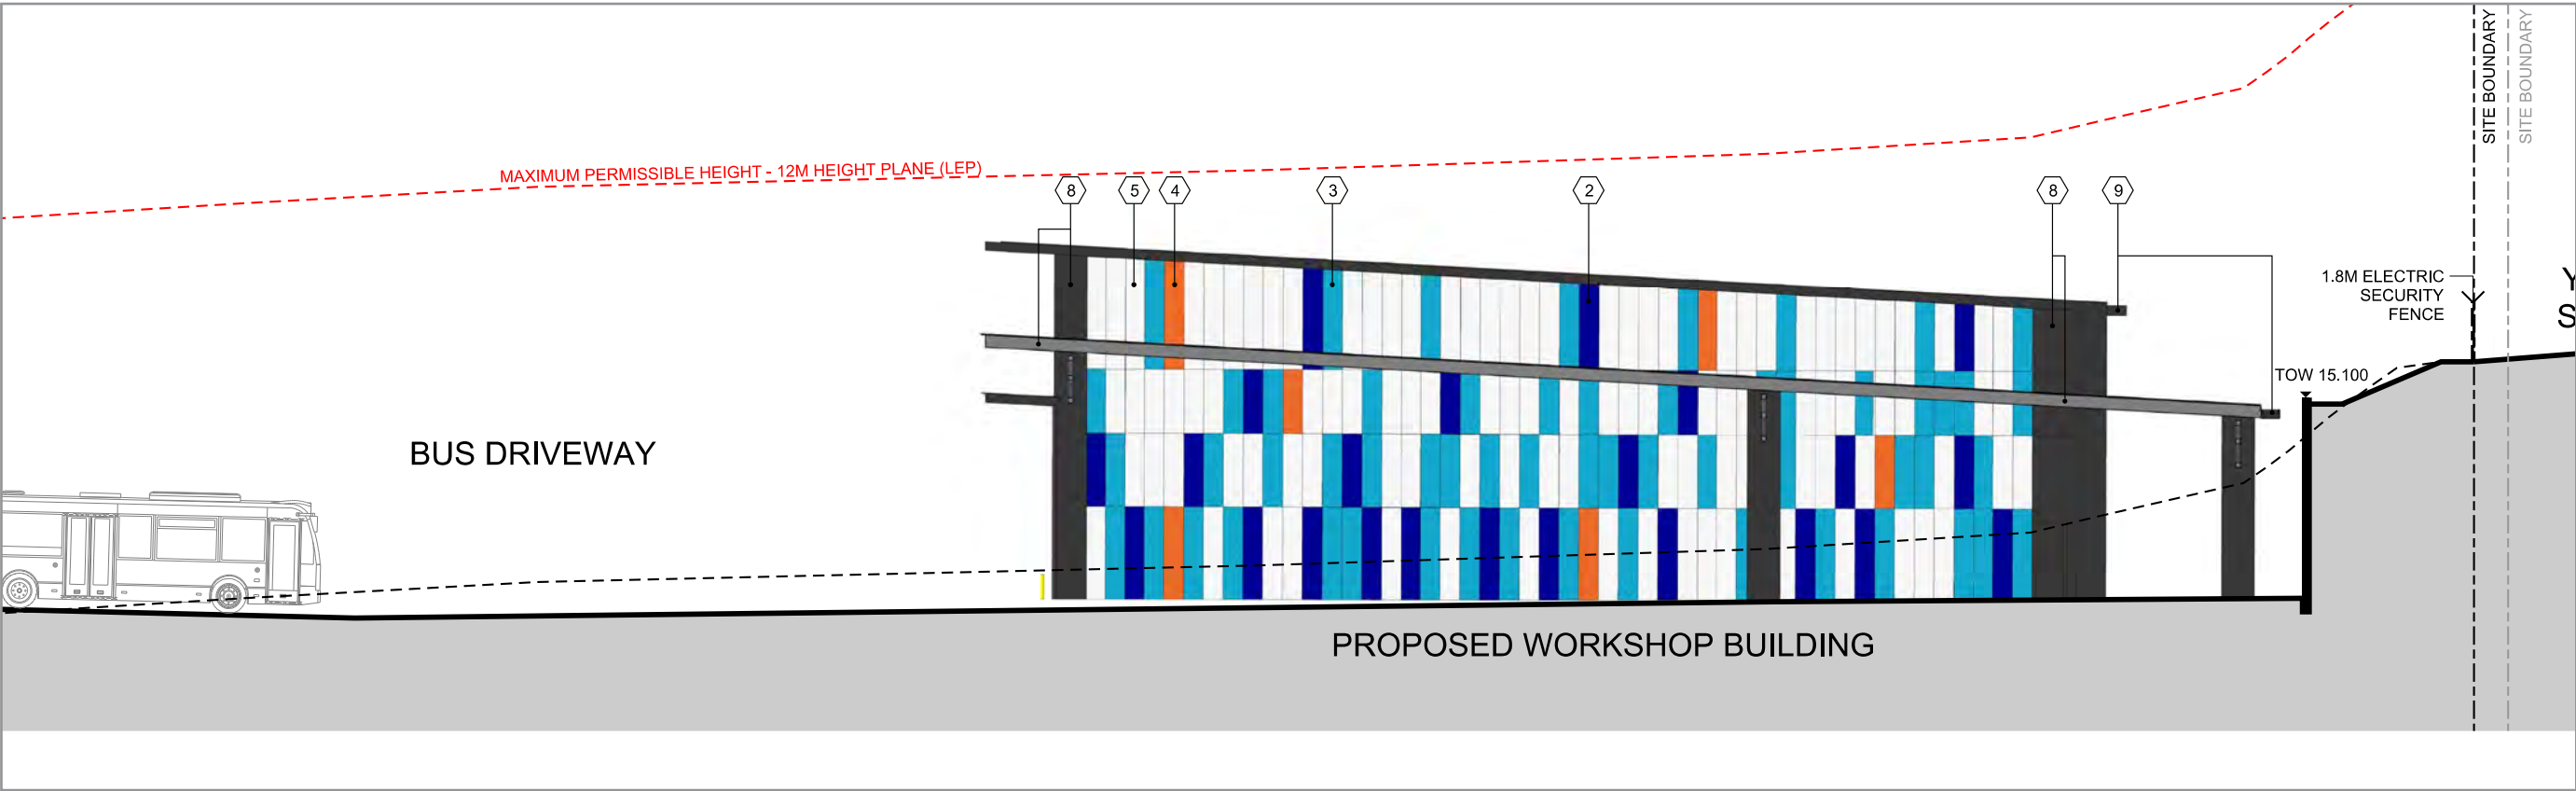 SITE BOUNDARY
SITE BOUNDARY
MAXIMUM PERMISSIBLE HEIGHT - 12M HEIGHT PLANE (LEP)
8
5
4
3
2
8
9
1.8M ELECTRIC
SECURITY
FENCE
Y
S
TOW 15.100
BUS DRIVEWAY
PROPOSED WORKSHOP BUILDING